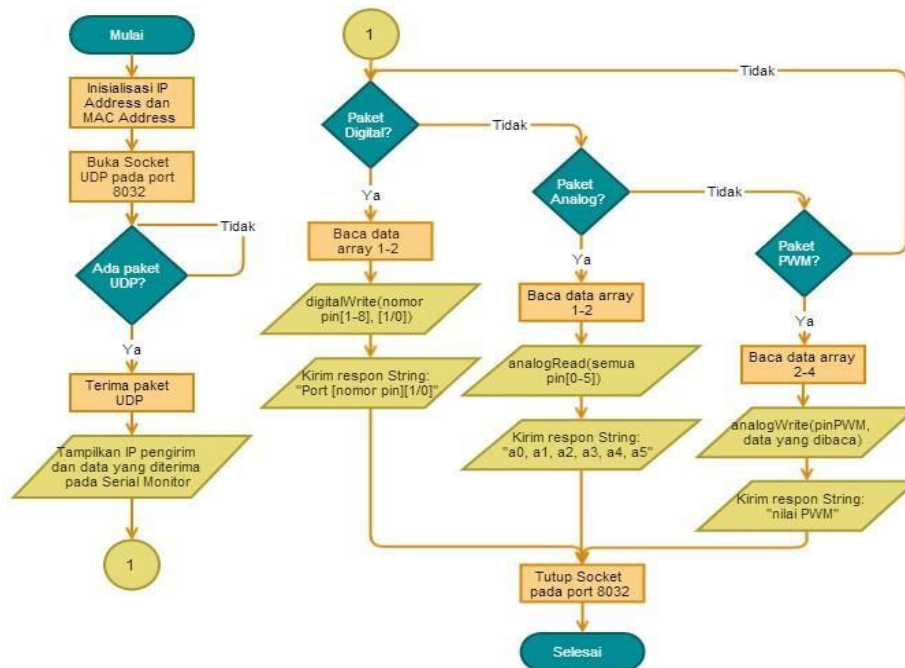 Mulai
Inisialisasi IP
Address dan
MAC Address
Buka Socket
UDP pada port
8032
Tidak
Ada paket
UDP?
Ya
Terima paket
UDP
Tampilkan IP pengirim
dan data yang diterima
pada Serial Monitor
1
1
Tidak
Paket
Digital?
Tidak
Ya
Baca data
array 1-2
digitalWrite(nomor
pin[1-8], [1/0])
Kirim respon String:
"Port [nomor pin][1/0]"
Paket
Analog?
Tidak
Ya
Baca data array
1-2
analogRead(semua
pin[0-5])
Kirim respon String:
"a0, a1, a2, a3, a4, a5"
Paket
PWM?
Ya
Baca data array
2-4
analogWrite(pinPWM,
data yang dibaca)
Kirim respon String:
"nilai PWM"
Tutup Socket
pada port 8032
Selesai